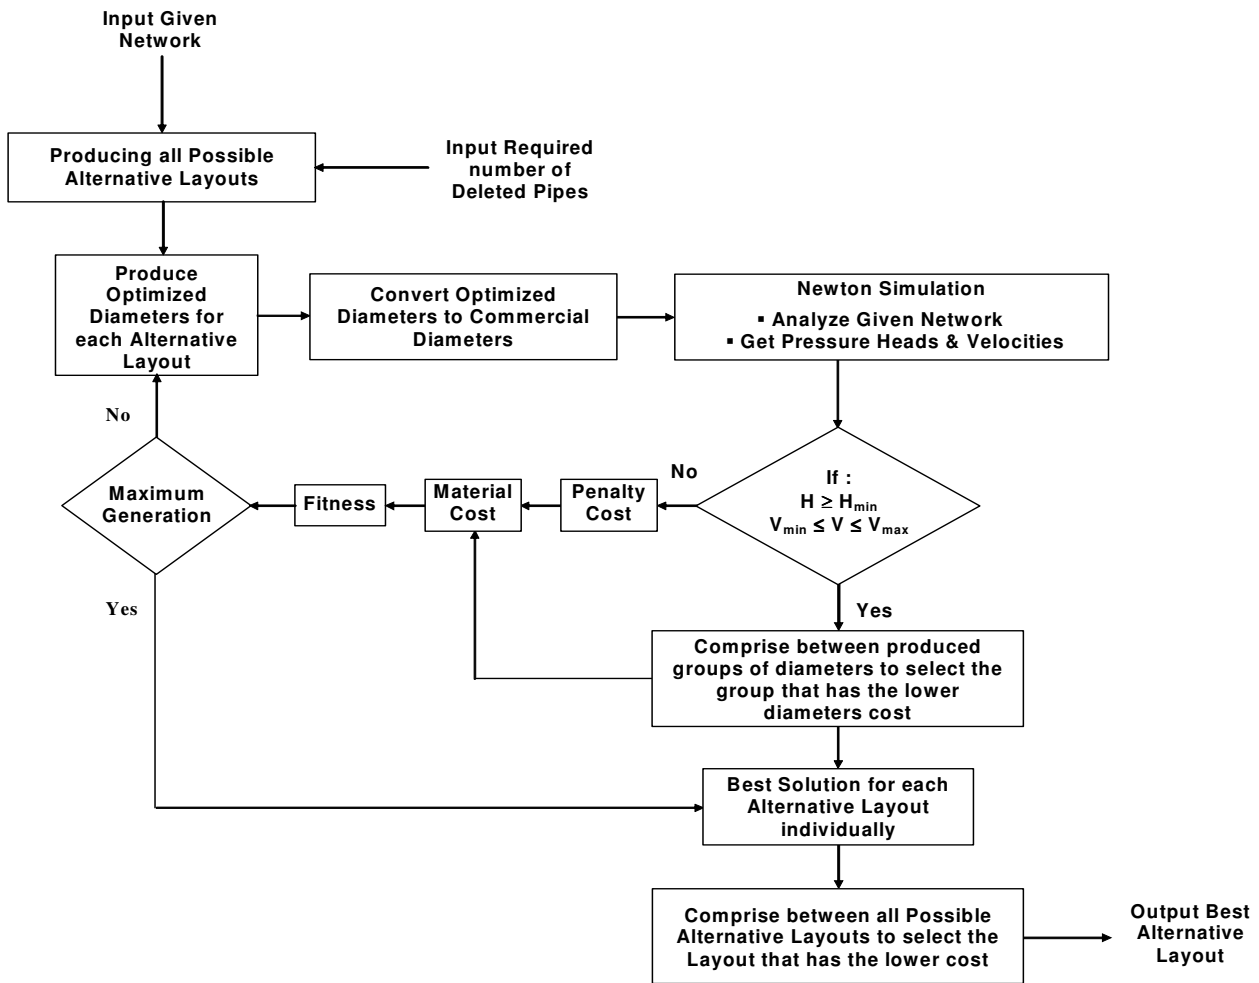 Input Given
Network
Producing all Possible
Alternative Layouts
Input Required
number of
Deleted Pipes
Produce
Optimized
Diameters for
each Alternative
Layout
Convert Optimized
Diameters to Commercial
Diameters
Newton Simulation
▪ Analyze Given Network
▪ Get Pressure Heads & Velocities
No
Maximum
Generation
Fitness
Material
Cost
Penalty
Cost
No
If :
H ≥ Hmin
Vmin ≤ V ≤ Vmax
Yes
Yes
Comprise between produced
groups of diameters to select the
group that has the lower
diameters cost
Best Solution for each
Alternative Layout
individually
Comprise between all Possible
Alternative Layouts to select the
Layout that has the lower cost
Output Best
Alternative
Layout